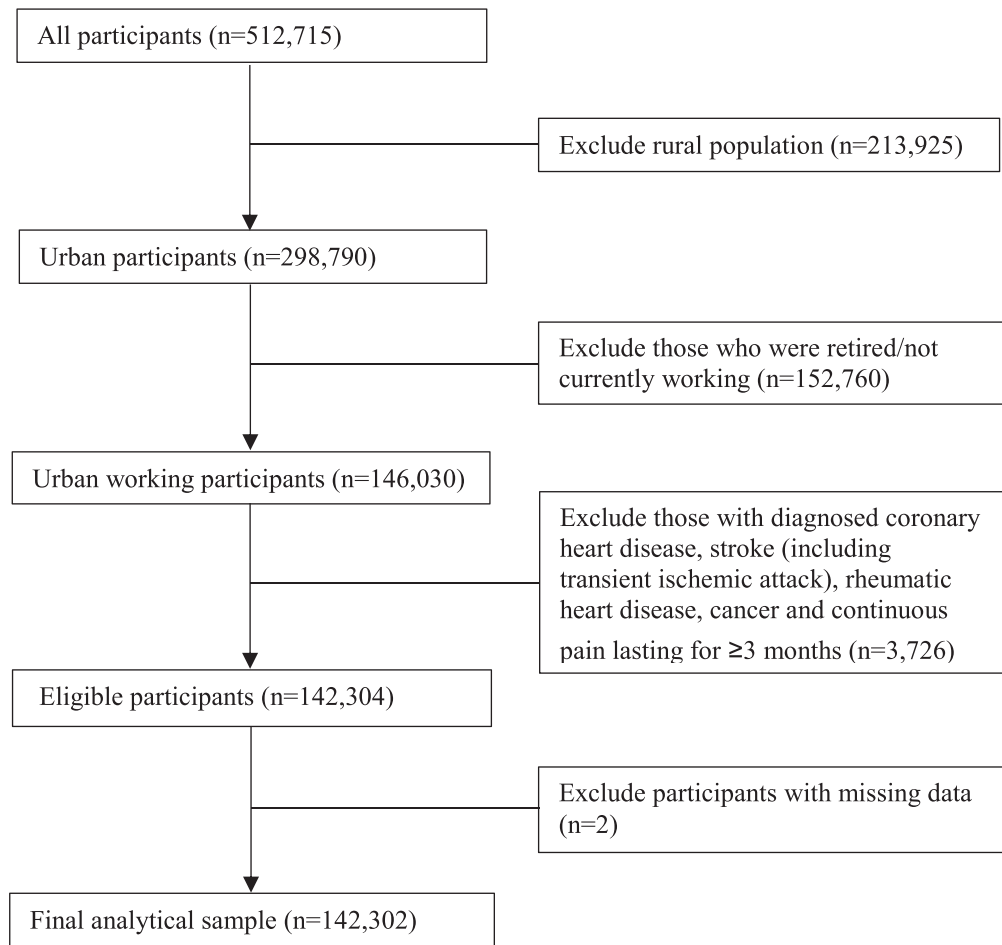 All participants (n=512,715)
Exclude rural population (n=213,925)
Urban participants (n=298,790)
Exclude those who were retired/not
currently working (n=152,760)
Urban working participants (n=146,030)
Exclude those with diagnosed coronary
heart disease, stroke (including
transient ischemic attack), rheumatic
heart disease, cancer and continuous
pain lasting for ≥3 months (n=3,726)
Eligible participants (n=142,304)
Exclude participants with missing data
(n=2)
Final analytical sample (n=142,302)